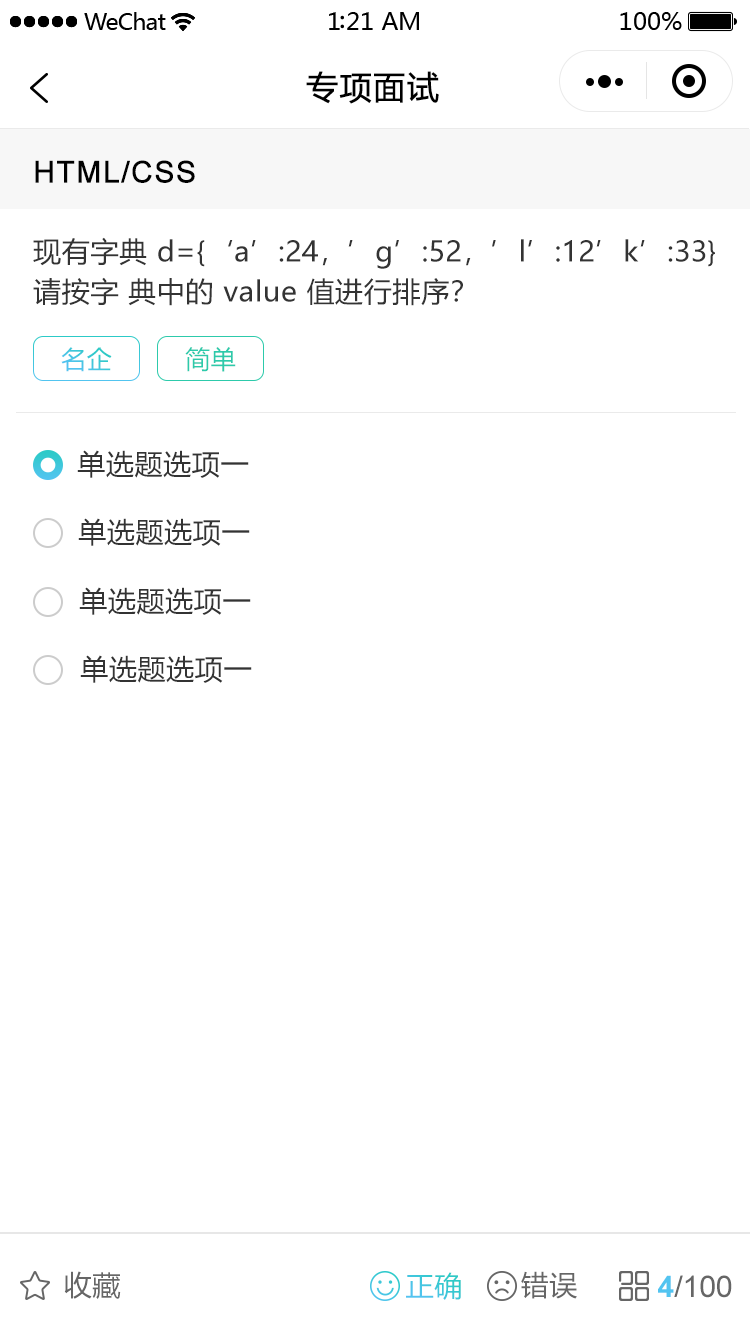 WeChat 1:21 AM 100%
专项面试
HTML/CSS
现有字典 d={‘a’:24，’g’:52，’l’:12’k’:33}
请按字 典中的 value 值进行排序？
名企 简单
单选题选项一
单选题选项一
单选题选项一
单选题选项一
收藏 正确 错误 4/100